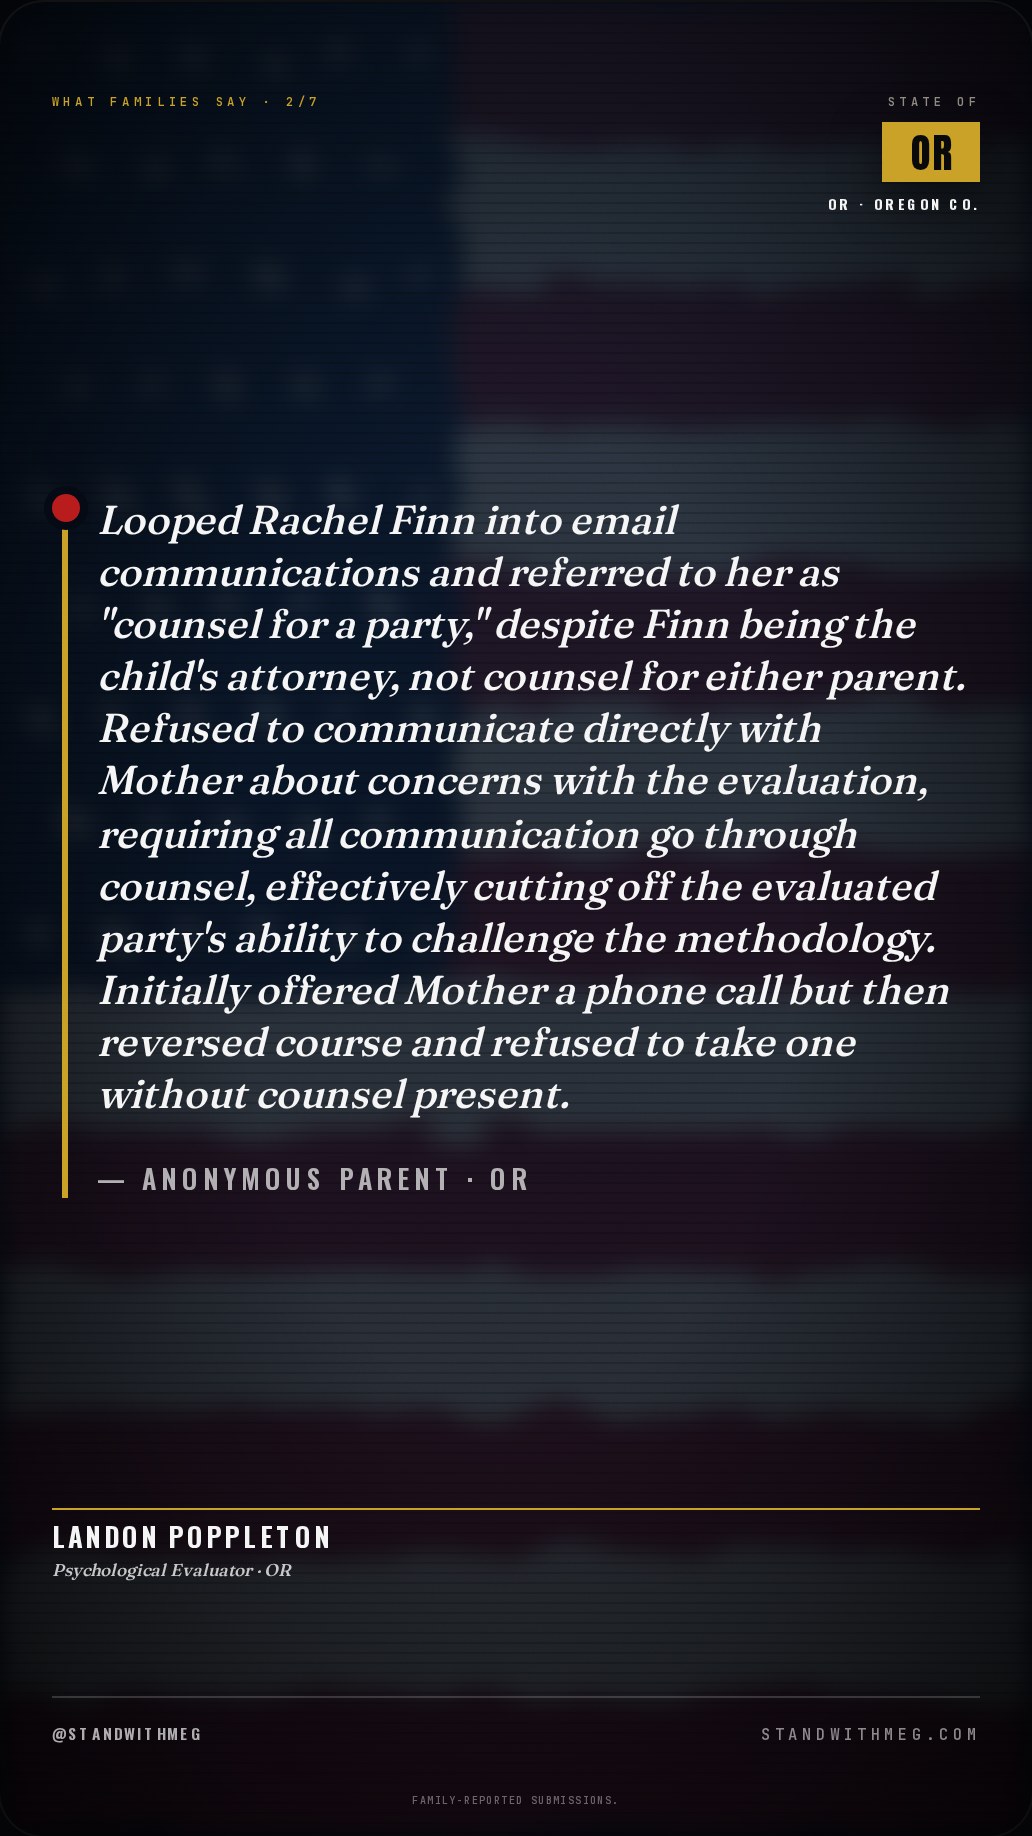 WHAT FAMILIES SAY · 2/7
STATE OF
OR
OR · OREGON CO.
Looped Rachel Finn into email
communications and referred to her as
"counsel for a party," despite Finn being the
child's attorney, not counsel for either parent.
Refused to communicate directly with
Mother about concerns with the evaluation,
requiring all communication go through
counsel, effectively cutting off the evaluated
party's ability to challenge the methodology.
Initially offered Mother a phone call but then
reversed course and refused to take one
without counsel present.
— ANONYMOUS PARENT · OR
LANDON POPPLETON
Psychological Evaluator · OR
@STANDWITHMEG
STANDWITHMEG.COM
FAMILY-REPORTED SUBMISSIONS.